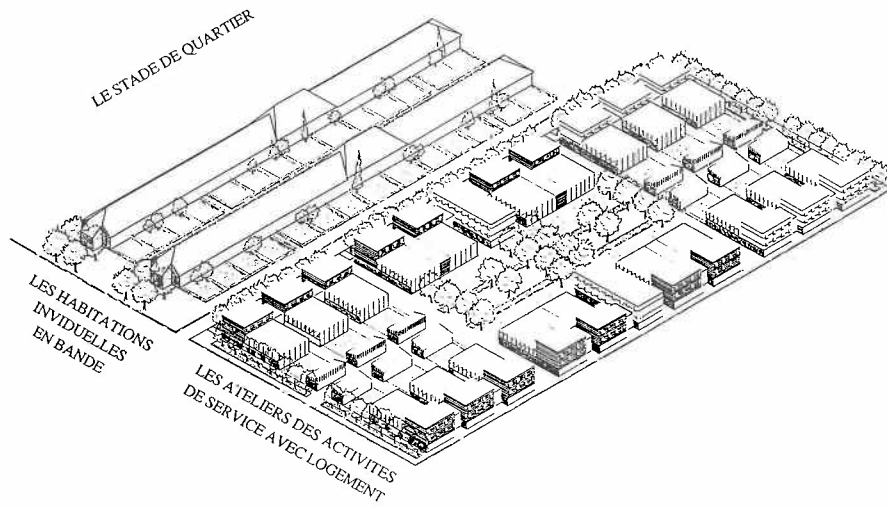 LE STADE DE QUARTIER
LES HABITATIONS
INVIDUELLES
EN BANDE
LES ATELIERS DES ACTIVITES
DE SERVICE AVEC LOGEMENT